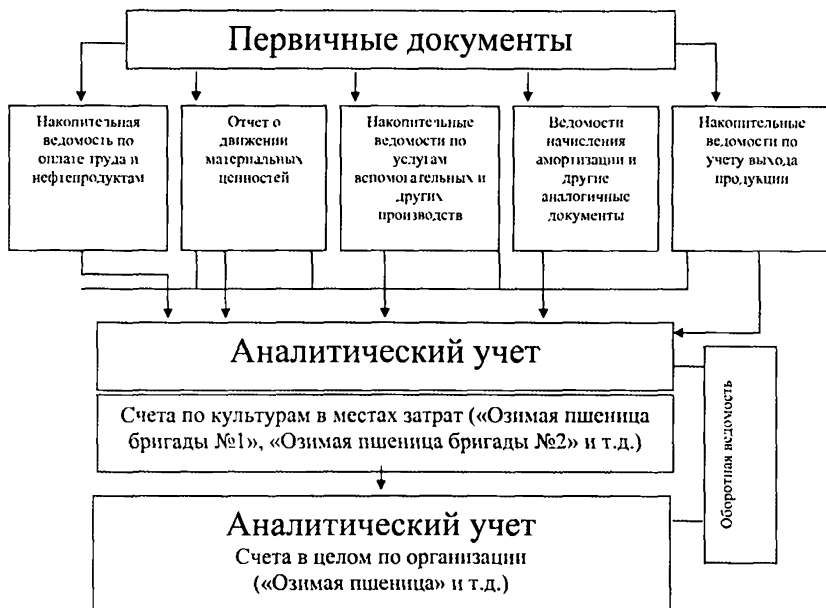 Первичные документы
Накопительная
ведомость по
оплате труда и
нефтепродуктам
Отчет о
движении
материальных
ценностей
Накопительные
ведомости по
услугам
вспомогательных и
других
производств
Ведомости
начисления
амортизации и
другие
аналогичные
документы
Накопительные
ведомости по
учету выхода
продукции
Аналитический учет
Счета по культурам в местах затрат («Озимая пшеница
бригады №1», «Озимая пшеница бригады №2» и т.д.)
Оборотная ведомость
Аналитический учет
Счета в целом по организации
(«Озимая пшеница» и т.д.)